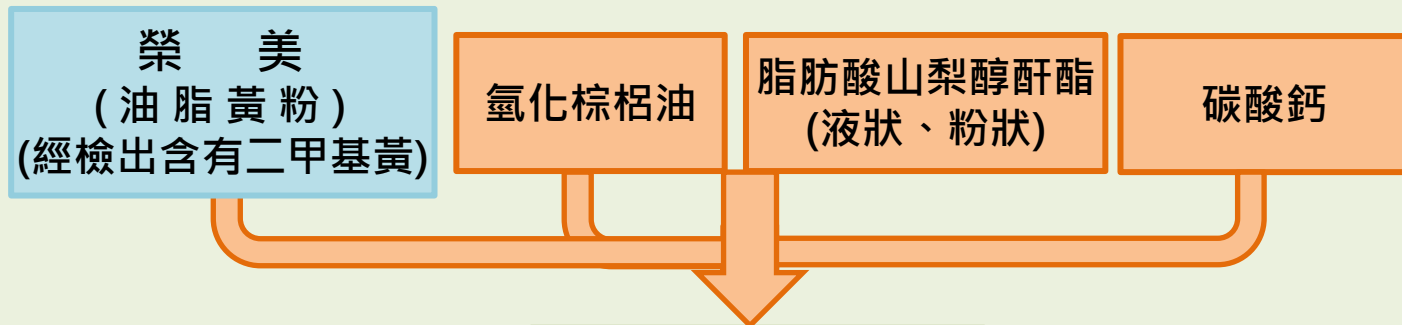 榮 美
(油脂黃粉)
(經檢出含有二甲基黃)
氫化棕梠油
脂肪酸山梨醇酐酯
(液狀、粉狀)
碳酸鈣